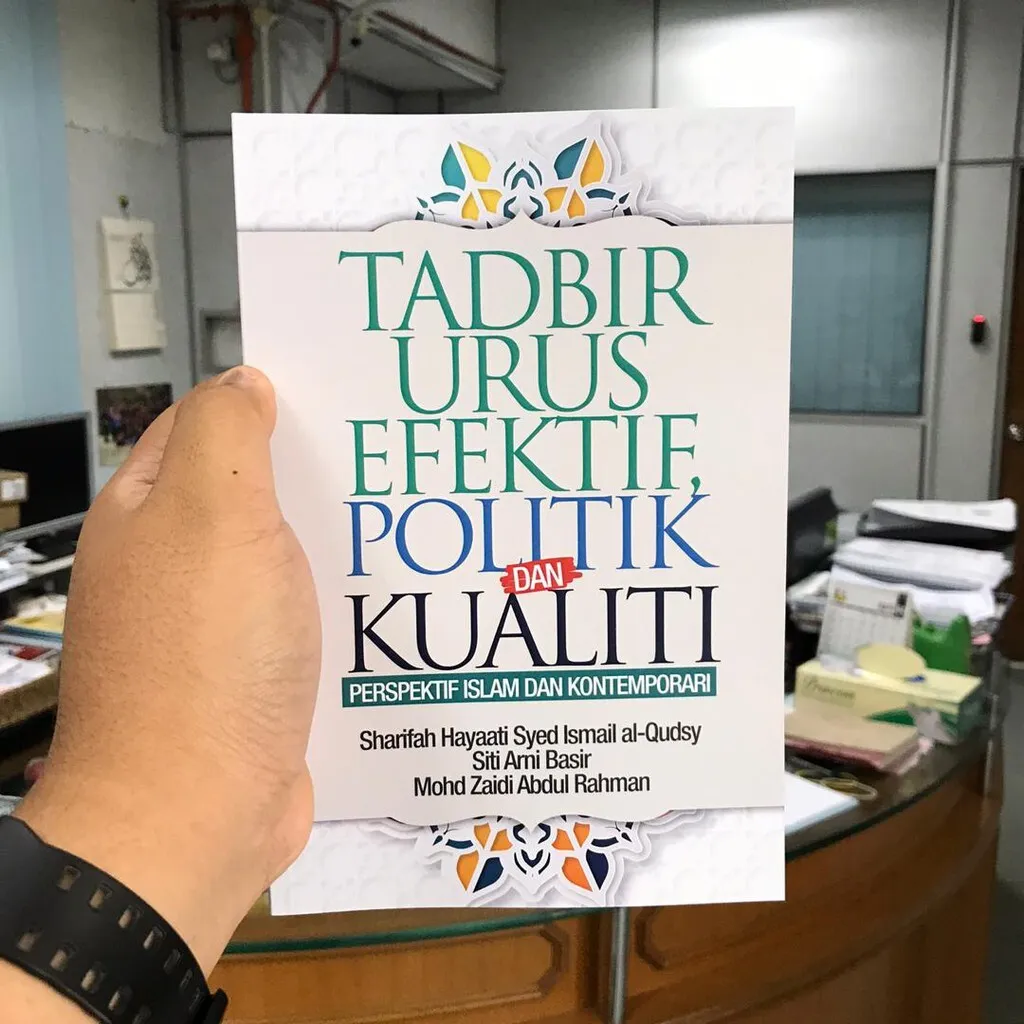 TADBIR
URUS
EFEKTIF,
POLITIK
DAN
KUALITI
PERSPEKTIF ISLAM DAN KONTEMPORARI
Sharifah Hayaati Syed Ismail al-Qudsy
Siti Arni Basir
Mohd Zaidi Abdul Rahman